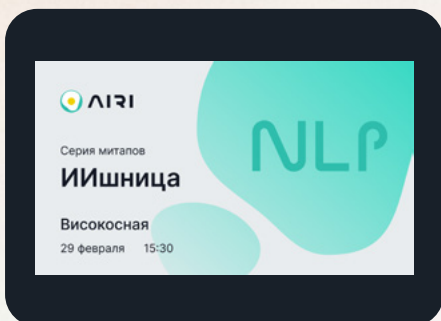 AIRI
NLP
Серия митапов
ИИшница
Високосная
29 февраля 15:30